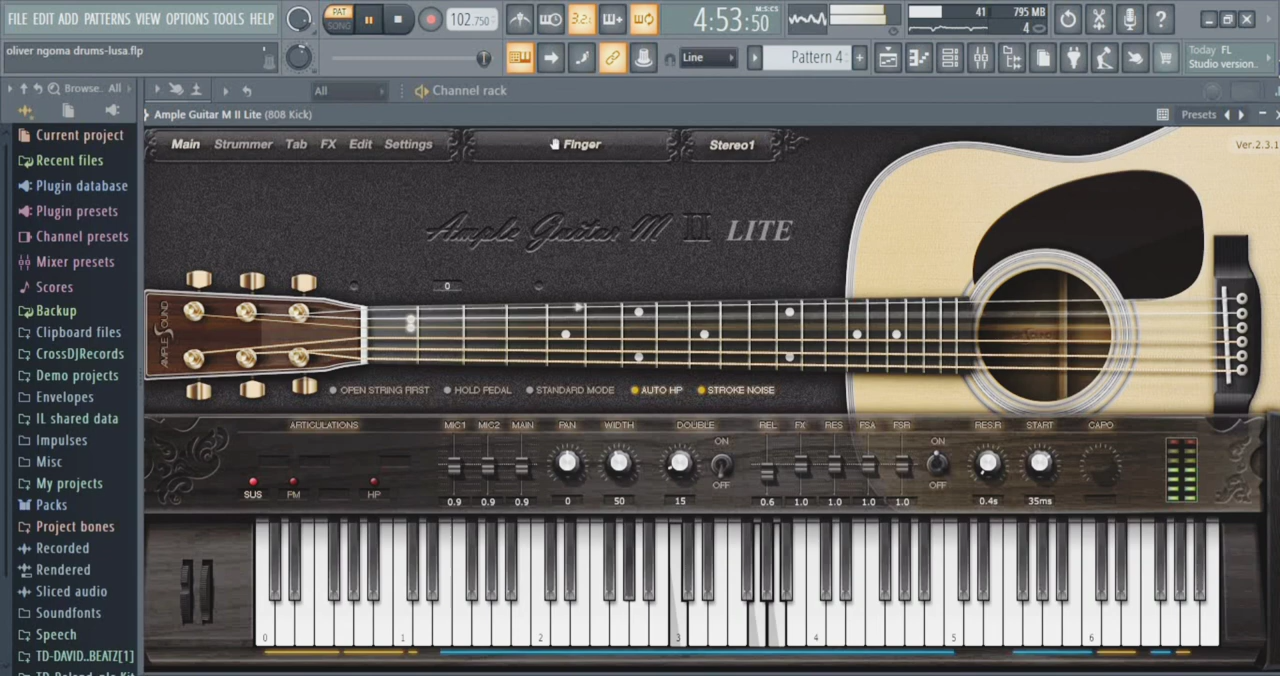 FILE EDIT ADD PATTERNS VIEW OPTIONS TOOLS HELP
PAT
SONG
102.750
3.2
4:53:50
M:S:CS
41
795 MB
4
oliver ngoma drums-lusa.flp
Line
Pattern 4
Today FL
Studio version..
Browse.. All
All
Channel rack
Ample Guitar M II Lite (808 Kick)
Presets
Current project
Recent files
Plugin database
Plugin presets
Channel presets
Mixer presets
Scores
Backup
Clipboard files
CrossDJRecords
Demo projects
Envelopes
IL shared data
Impulses
Misc
My projects
Packs
Project bones
Recorded
Rendered
Sliced audio
Soundfonts
Speech
TD-DAVID..BEATZ[1]
Main Strummer Tab FX Edit Settings
Finger
Stereo1
Ver.2.3.1
Ample Guitar M II LITE
0
AMPLE SOUND
OPEN STRING FIRST HOLD PEDAL STANDARD MODE AUTO HP STROKE NOISE
ARTICULATIONS MIC1 MIC2 MAIN PAN WIDTH DOUBLE REL FX RES FSA FSR RES.R START CAPO
ON ON
OFF OFF
SUS PM HP
0.9 0.9 0.9 0 50 15 0.6 1.0 1.0 1.0 1.0 0.4s 35ms
0 1 2 3 4 5 6